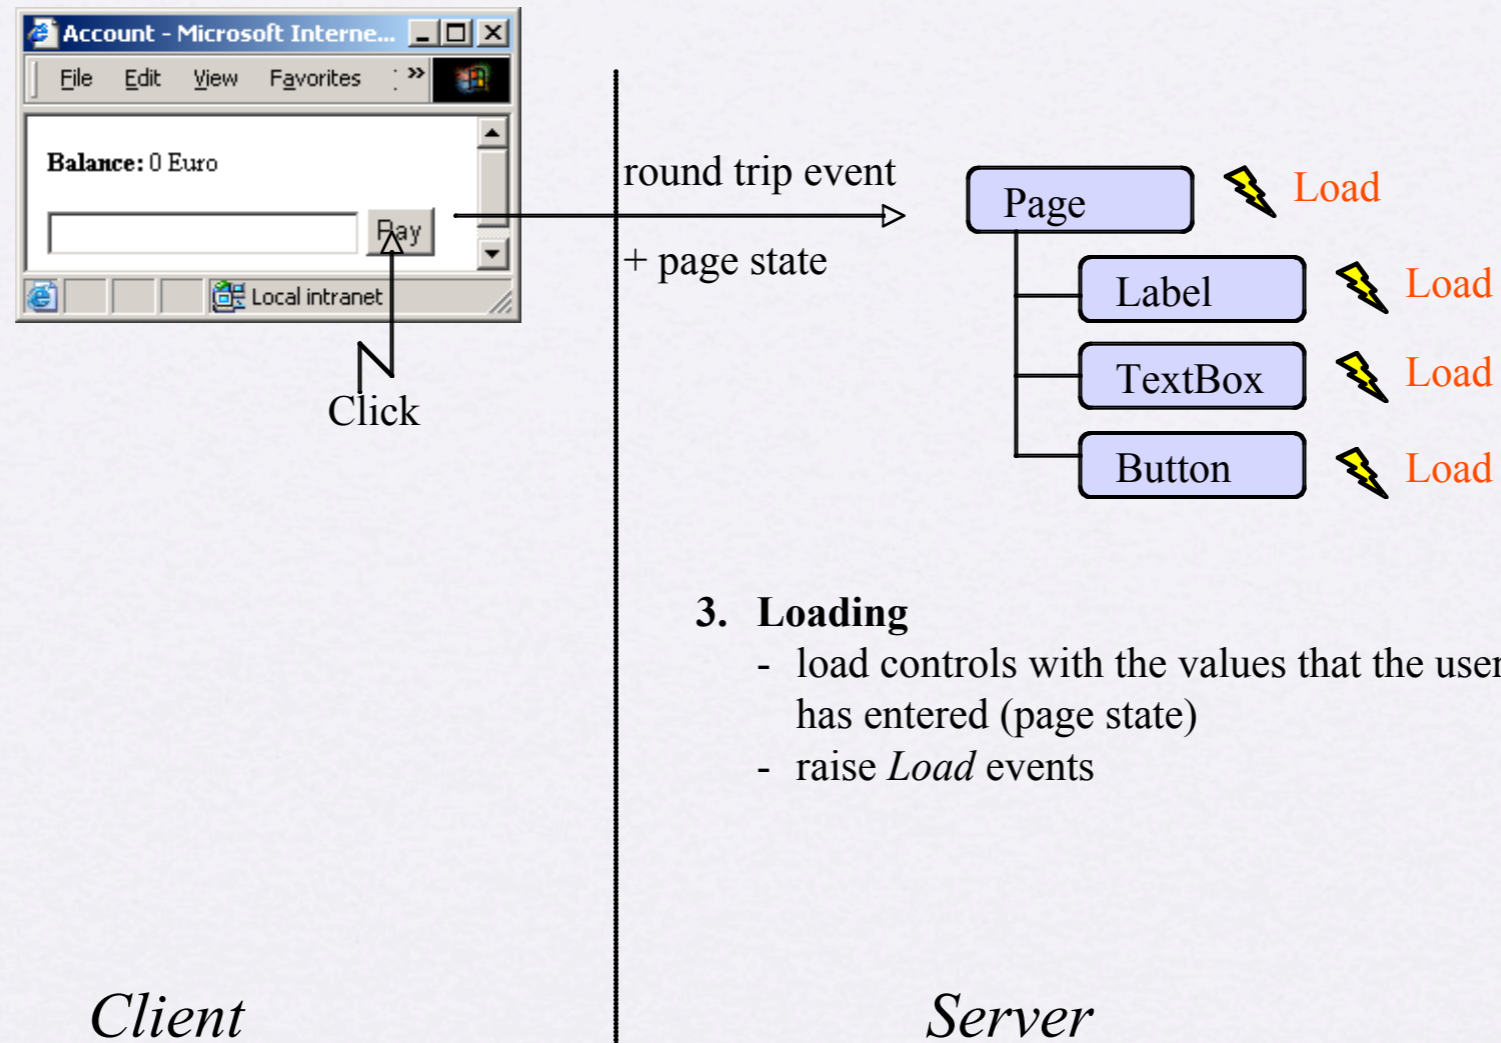 Account - Microsoft Interne...
File Edit View Favorites »
Balance: 0 Euro
Pay
Local intranet
Click
round trip event
+ page state
Page
Load
Label
Load
TextBox
Load
Button
Load
3. Loading
- load controls with the values that the user
has entered (page state)
- raise Load events
Client
Server